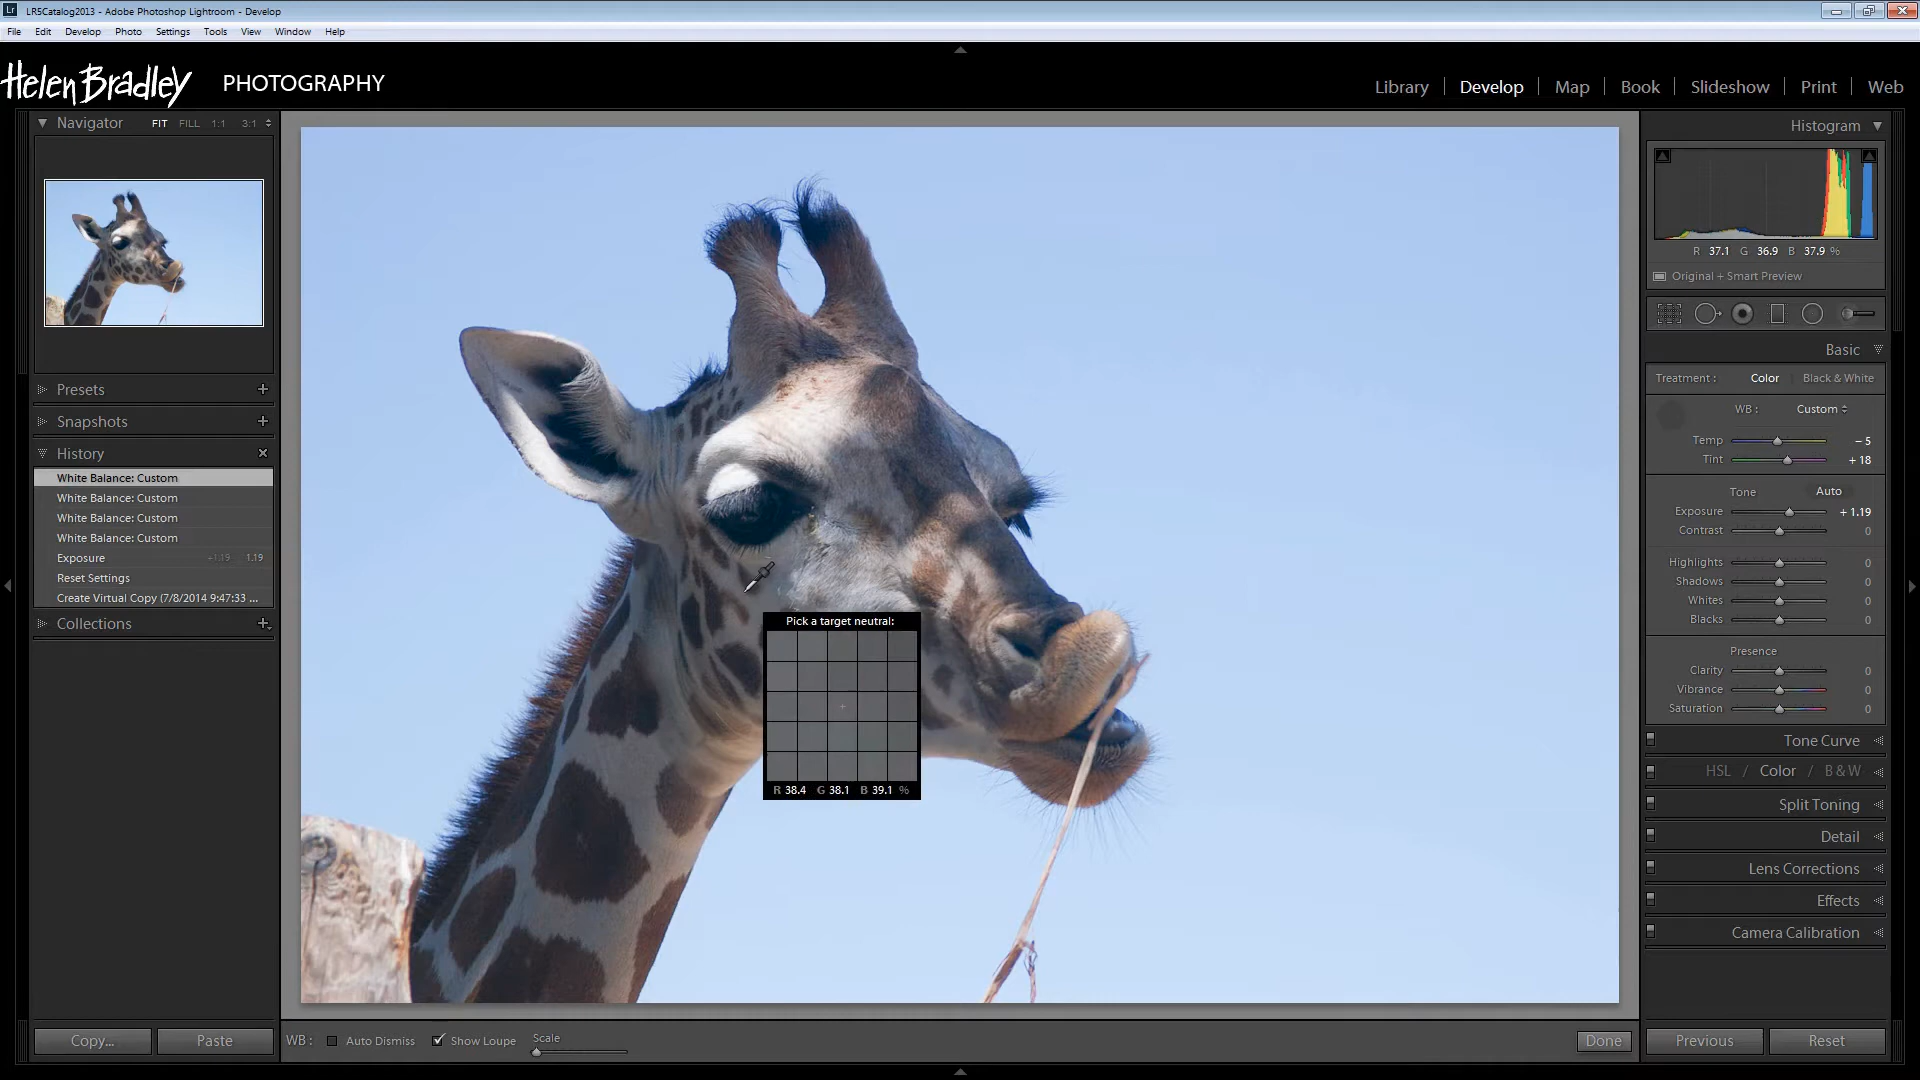 Lr LR5Catalog2013 - Adobe Photoshop Lightroom - Develop
File Edit Develop Photo Settings Tools View Window Help
Helen Bradley PHOTOGRAPHY
Library Develop Map Book Slideshow Print Web
Navigator FIT FILL 1:1 3:1
Presets
Snapshots
History
White Balance: Custom
White Balance: Custom
White Balance: Custom
White Balance: Custom
Exposure +1.19 1.19
Reset Settings
Create Virtual Copy (7/8/2014 9:47:33 ...
Collections
Copy... Paste
Pick a target neutral:
R 38.4 G 38.1 B 39.1 %
WB : Auto Dismiss Show Loupe Scale
Done
Histogram
R 37.1 G 36.9 B 37.9 %
Original + Smart Preview
Basic
Treatment : Color Black & White
WB : Custom
Temp - 5
Tint + 18
Tone Auto
Exposure + 1.19
Contrast 0
Highlights 0
Shadows 0
Whites 0
Blacks 0
Presence
Clarity 0
Vibrance 0
Saturation 0
Tone Curve
HSL / Color / B & W
Split Toning
Detail
Lens Corrections
Effects
Camera Calibration
Previous Reset